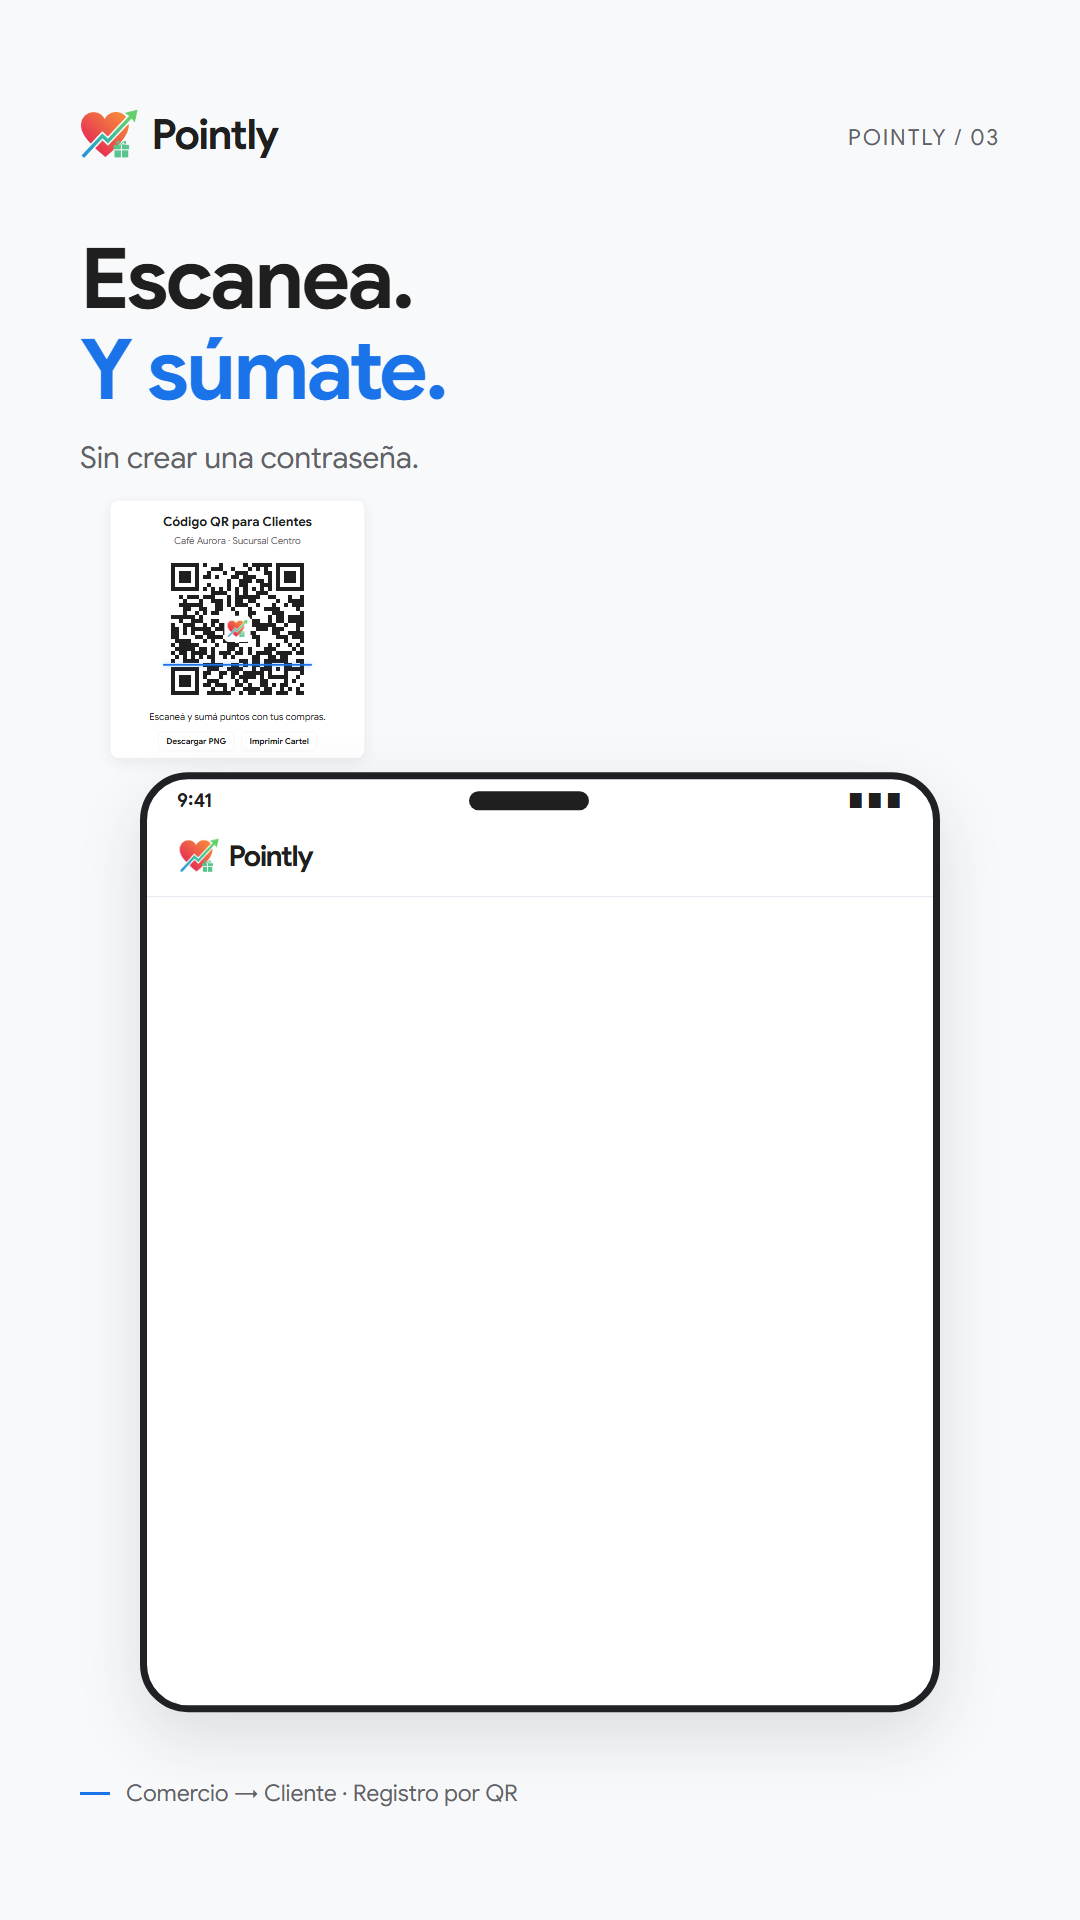 Pointly
POINTLY / 03
Escanea.
Y súmate.
Sin crear una contraseña.
Código QR para Clientes
Café Aurora · Sucursal Centro
Escaneá y sumá puntos con tus compras.
Descargar PNG
Imprimir Cartel
9:41
Pointly
Comercio → Cliente · Registro por QR